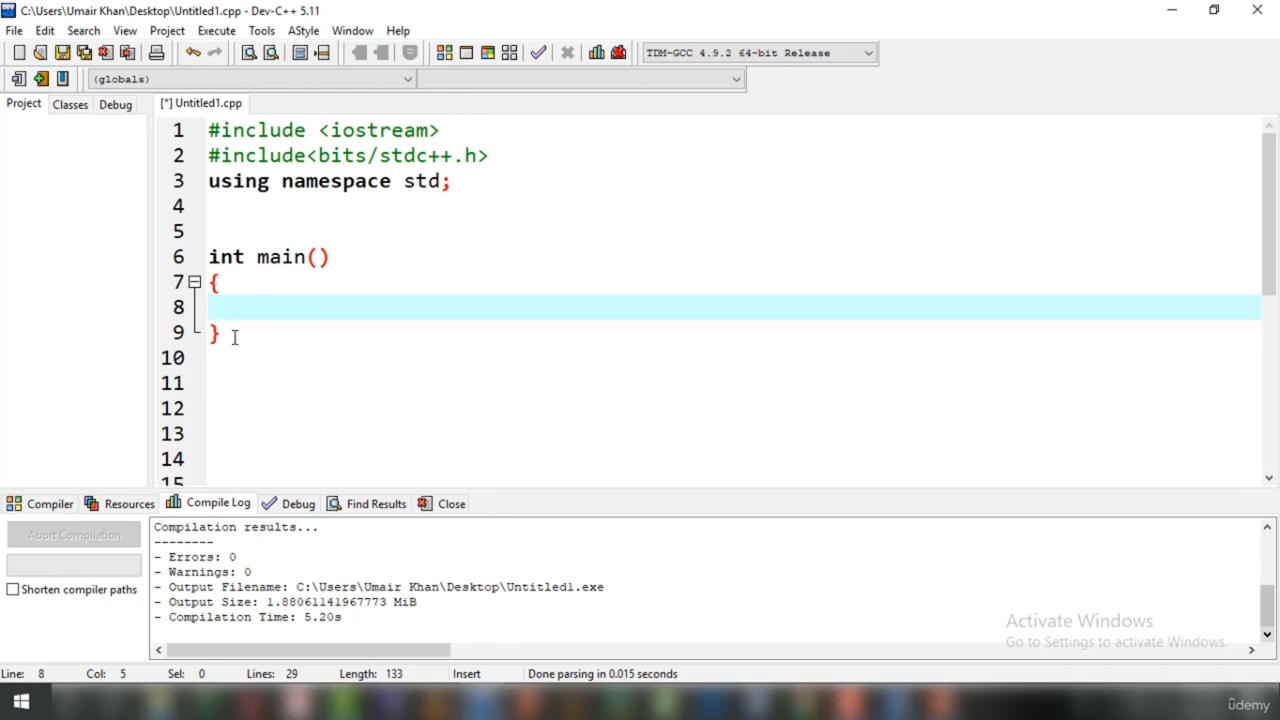 C:\Users\Umair Khan\Desktop\Untitled1.cpp - Dev-C++ 5.11
File Edit Search View Project Execute Tools AStyle Window Help
TDM-GCC 4.9.2 64-bit Release
(globals)
Project Classes Debug [*] Untitled1.cpp
1 #include <iostream>
2 #include<bits/stdc++.h>
3 using namespace std;
4
5
6 int main()
7 {
8
9 }
10
11
12
13
14
15
Compiler Resources Compile Log Debug Find Results Close
Abort Compilation
Shorten compiler paths
Compilation results...
--------
- Errors: 0
- Warnings: 0
- Output Filename: C:\Users\Umair Khan\Desktop\Untitled1.exe
- Output Size: 1.88061141967773 MiB
- Compilation Time: 5.20s
Activate Windows
Go to Settings to activate Windows.
Line: 8 Col: 5 Sel: 0 Lines: 29 Length: 133 Insert Done parsing in 0.015 seconds
ûdemy